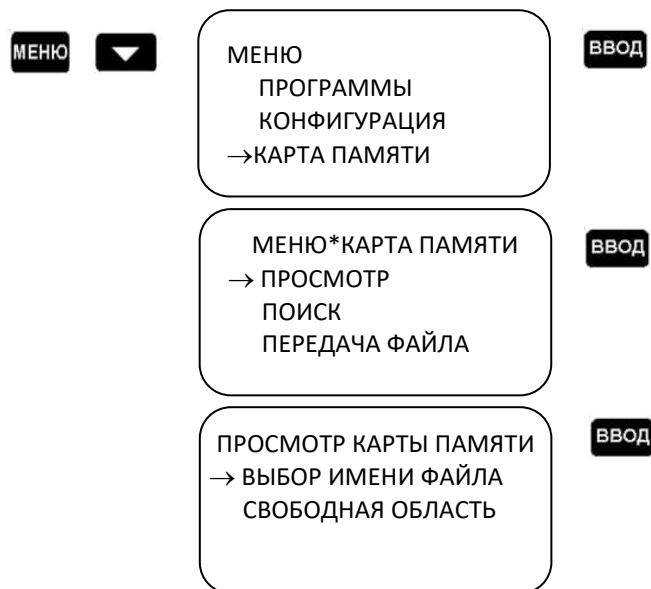 МЕНЮ
МЕНЮ
ПРОГРАММЫ
КОНФИГУРАЦИЯ
→КАРТА ПАМЯТИ
ВВОД
МЕНЮ*КАРТА ПАМЯТИ
→ ПРОСМОТР
ПОИСК
ПЕРЕДАЧА ФАЙЛА
ВВОД
ПРОСМОТР КАРТЫ ПАМЯТИ
→ ВЫБОР ИМЕНИ ФАЙЛА
СВОБОДНАЯ ОБЛАСТЬ
ВВОД